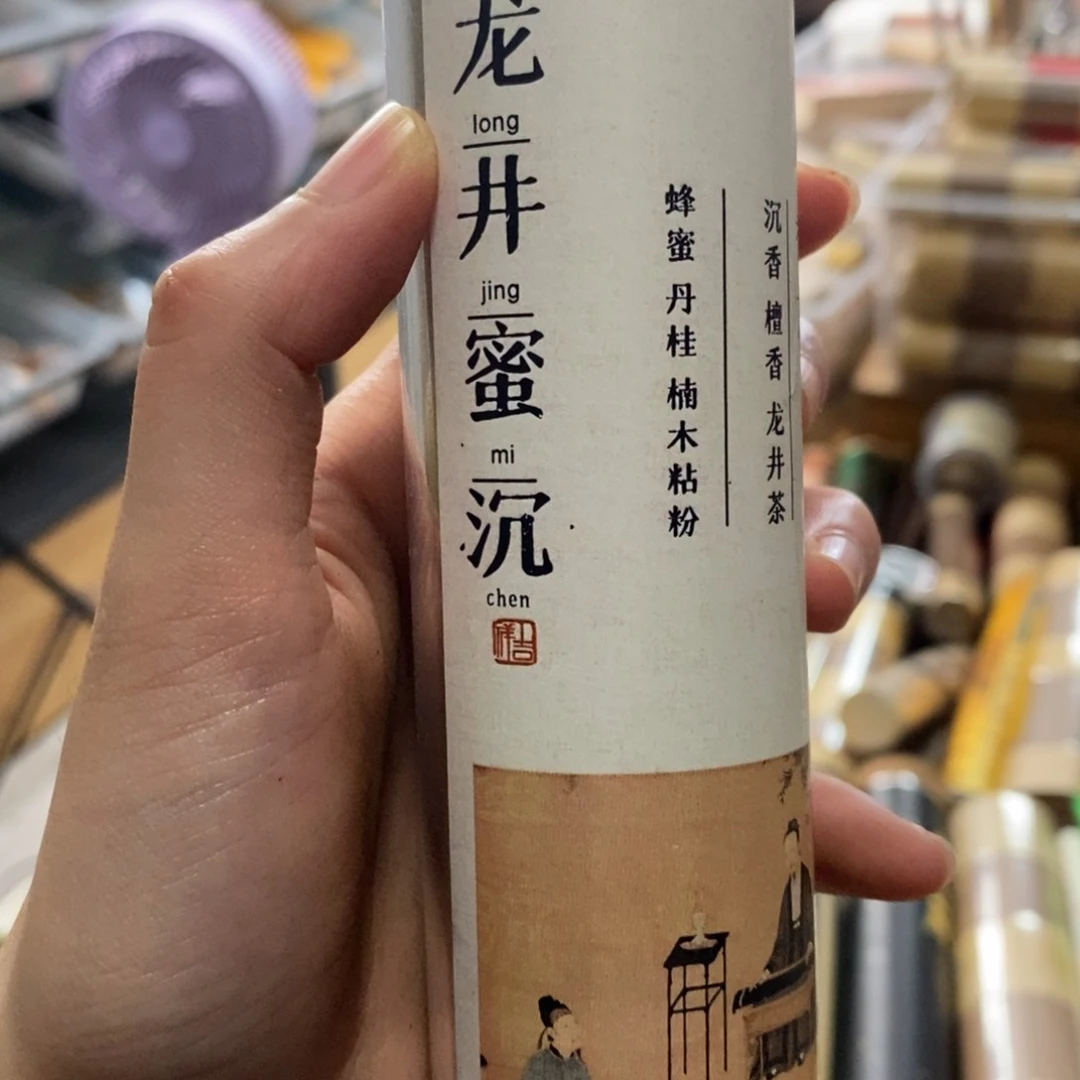 沉香 檀香 龙井茶
蜂蜜 丹桂 楠木粘粉
龙
long
井
jing
蜜
mi
沉
chen